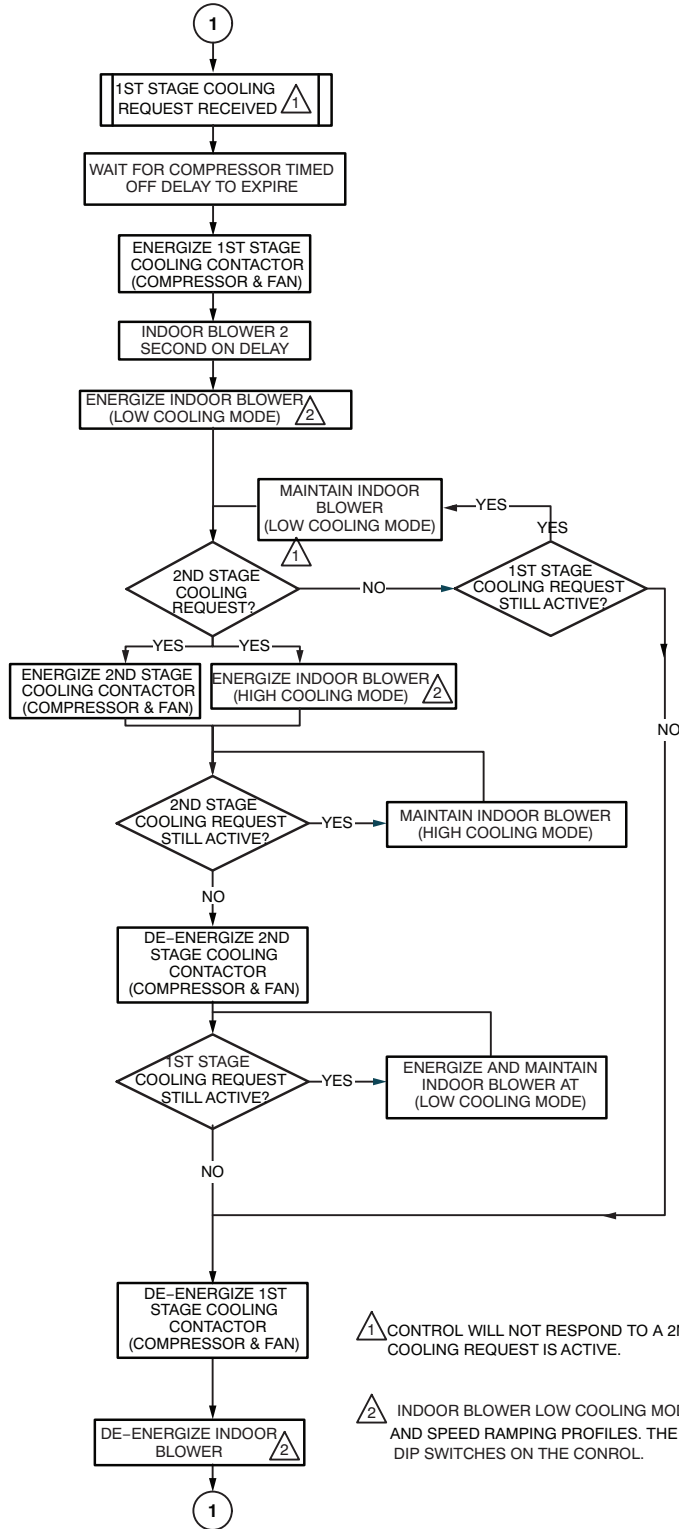 1
1ST STAGE COOLING
REQUEST RECEIVED 1
WAIT FOR COMPRESSOR TIMED
OFF DELAY TO EXPIRE
ENERGIZE 1ST STAGE
COOLING CONTACTOR
(COMPRESSOR & FAN)
INDOOR BLOWER 2
SECOND ON DELAY
ENERGIZE INDOOR BLOWER
(LOW COOLING MODE) 2
MAINTAIN INDOOR
BLOWER
(LOW COOLING MODE)
1
YES
YES
2ND STAGE
COOLING
REQUEST?
NO
1ST STAGE
COOLING REQUEST
STILL ACTIVE?
YES
YES
ENERGIZE 2ND STAGE
COOLING CONTACTOR
(COMPRESSOR & FAN)
ENERGIZE INDOOR BLOWER
(HIGH COOLING MODE) 2
NO
2ND STAGE
COOLING REQUEST
STILL ACTIVE?
YES
MAINTAIN INDOOR BLOWER
(HIGH COOLING MODE)
NO
DE-ENERGIZE 2ND
STAGE COOLING
CONTACTOR
(COMPRESSOR & FAN)
1ST STAGE
COOLING REQUEST
STILL ACTIVE?
YES
ENERGIZE AND MAINTAIN
INDOOR BLOWER AT
(LOW COOLING MODE)
NO
DE-ENERGIZE 1ST
STAGE COOLING
CONTACTOR
(COMPRESSOR & FAN)
1 CONTROL WILL NOT RESPOND TO A
COOLING REQUEST IS ACTIVE.
DE-ENERGIZE INDOOR
BLOWER 2
2 INDOOR BLOWER LOW COOLING
AND SPEED RAMPING PROFILES. THE
DIP SWITCHES ON THE CONROL.
1